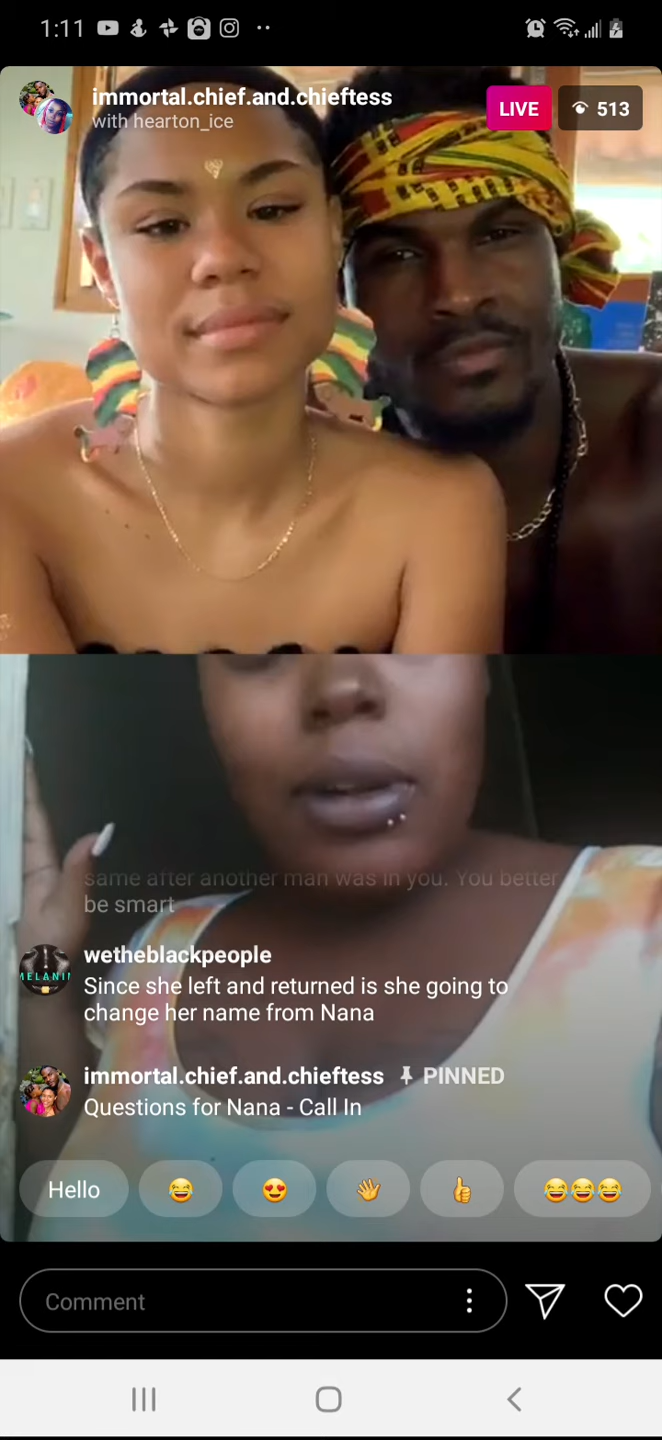 1:11
immortal.chief.and.chieftess
with hearton_ice
LIVE
513
same after another man was in you. You better
be smart
wetheblackpeople
Since she left and returned is she going to
change her name from Nana
immortal.chief.and.chieftess PINNED
Questions for Nana - Call In
Hello
Comment